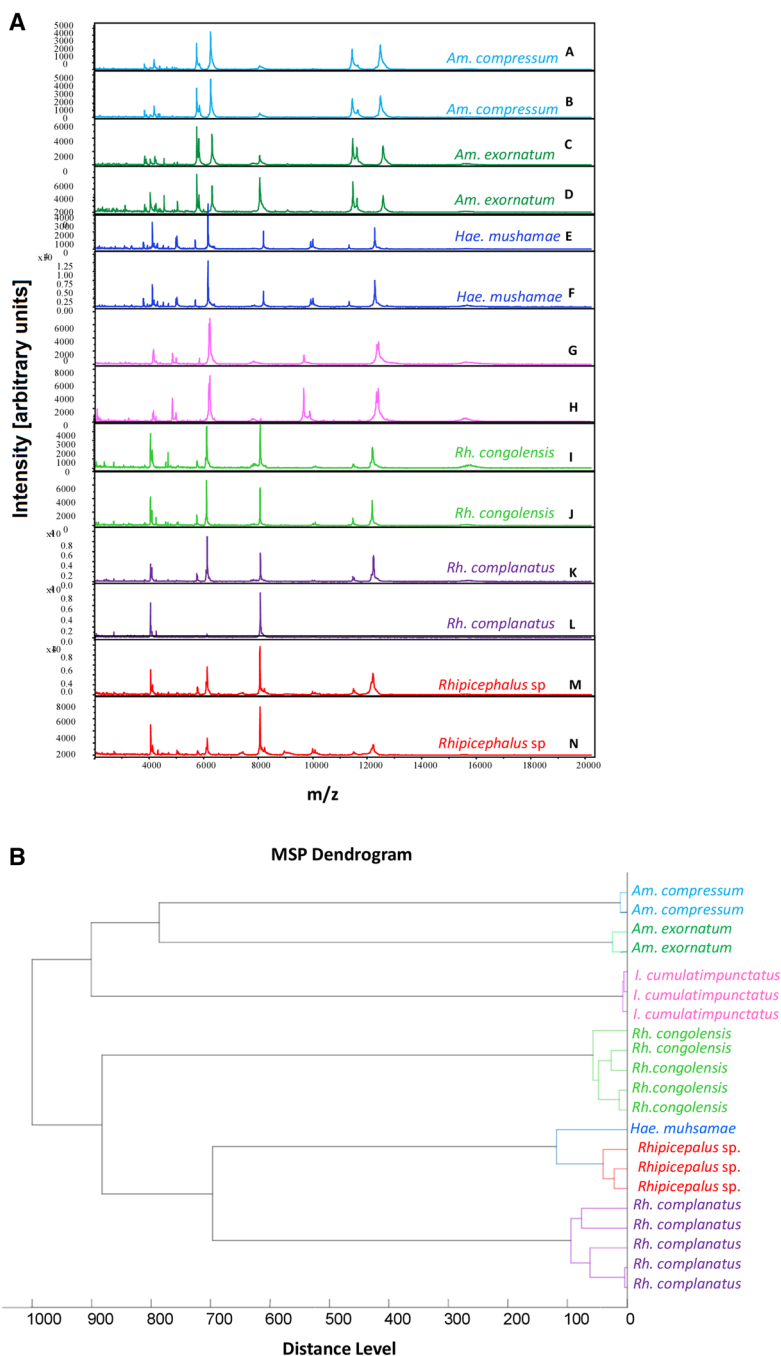 A
Intensity [arbitrary units]
5000
4000
3000
2000
1000
0
Am. compressum A
5000
4000
3000
2000
1000
0
Am. compressum B
6000
4000
2000
0
Am. exornatum C
6000
4000
2000
Am. exornatum D
4000
3000
2000
1000
0
Hae. mushamae E
1.25
1.00
0.75
0.50
0.25
0.00
Hae. mushamae F
6000
4000
2000
0
G
8000
6000
4000
2000
0
H
4000
3000
2000
1000
0
Rh. congolensis I
6000
4000
2000
0
Rh. congolensis J
0.8
0.6
0.4
0.2
0.0
Rh. complanatus K
0.8
0.6
0.4
0.2
0.0
Rh. complanatus L
0.8
0.4
0.0
Rhipicephalus sp M
8000
6000
4000
2000
Rhipicephalus sp N
4000 6000 8000 10000 12000 14000 16000 18000 20000
m/z
B
MSP Dendrogram
Am. compressum
Am. compressum
Am. exornatum
Am. exornatum
I. cumulatimpunctatus
I. cumulatimpunctatus
I. cumulatimpunctatus
Rh. congolensis
Rh. congolensis
Rh.congolensis
Rh.congolensis
Rh.congolensis
Hae. muhsamae
Rhipicepalus sp.
Rhipicepalus sp.
Rhipicepalus sp.
Rh. complanatus
Rh. complanatus
Rh. complanatus
Rh. complanatus
Rh. complanatus
1000 900 800 700 600 500 400 300 200 100 0
Distance Level